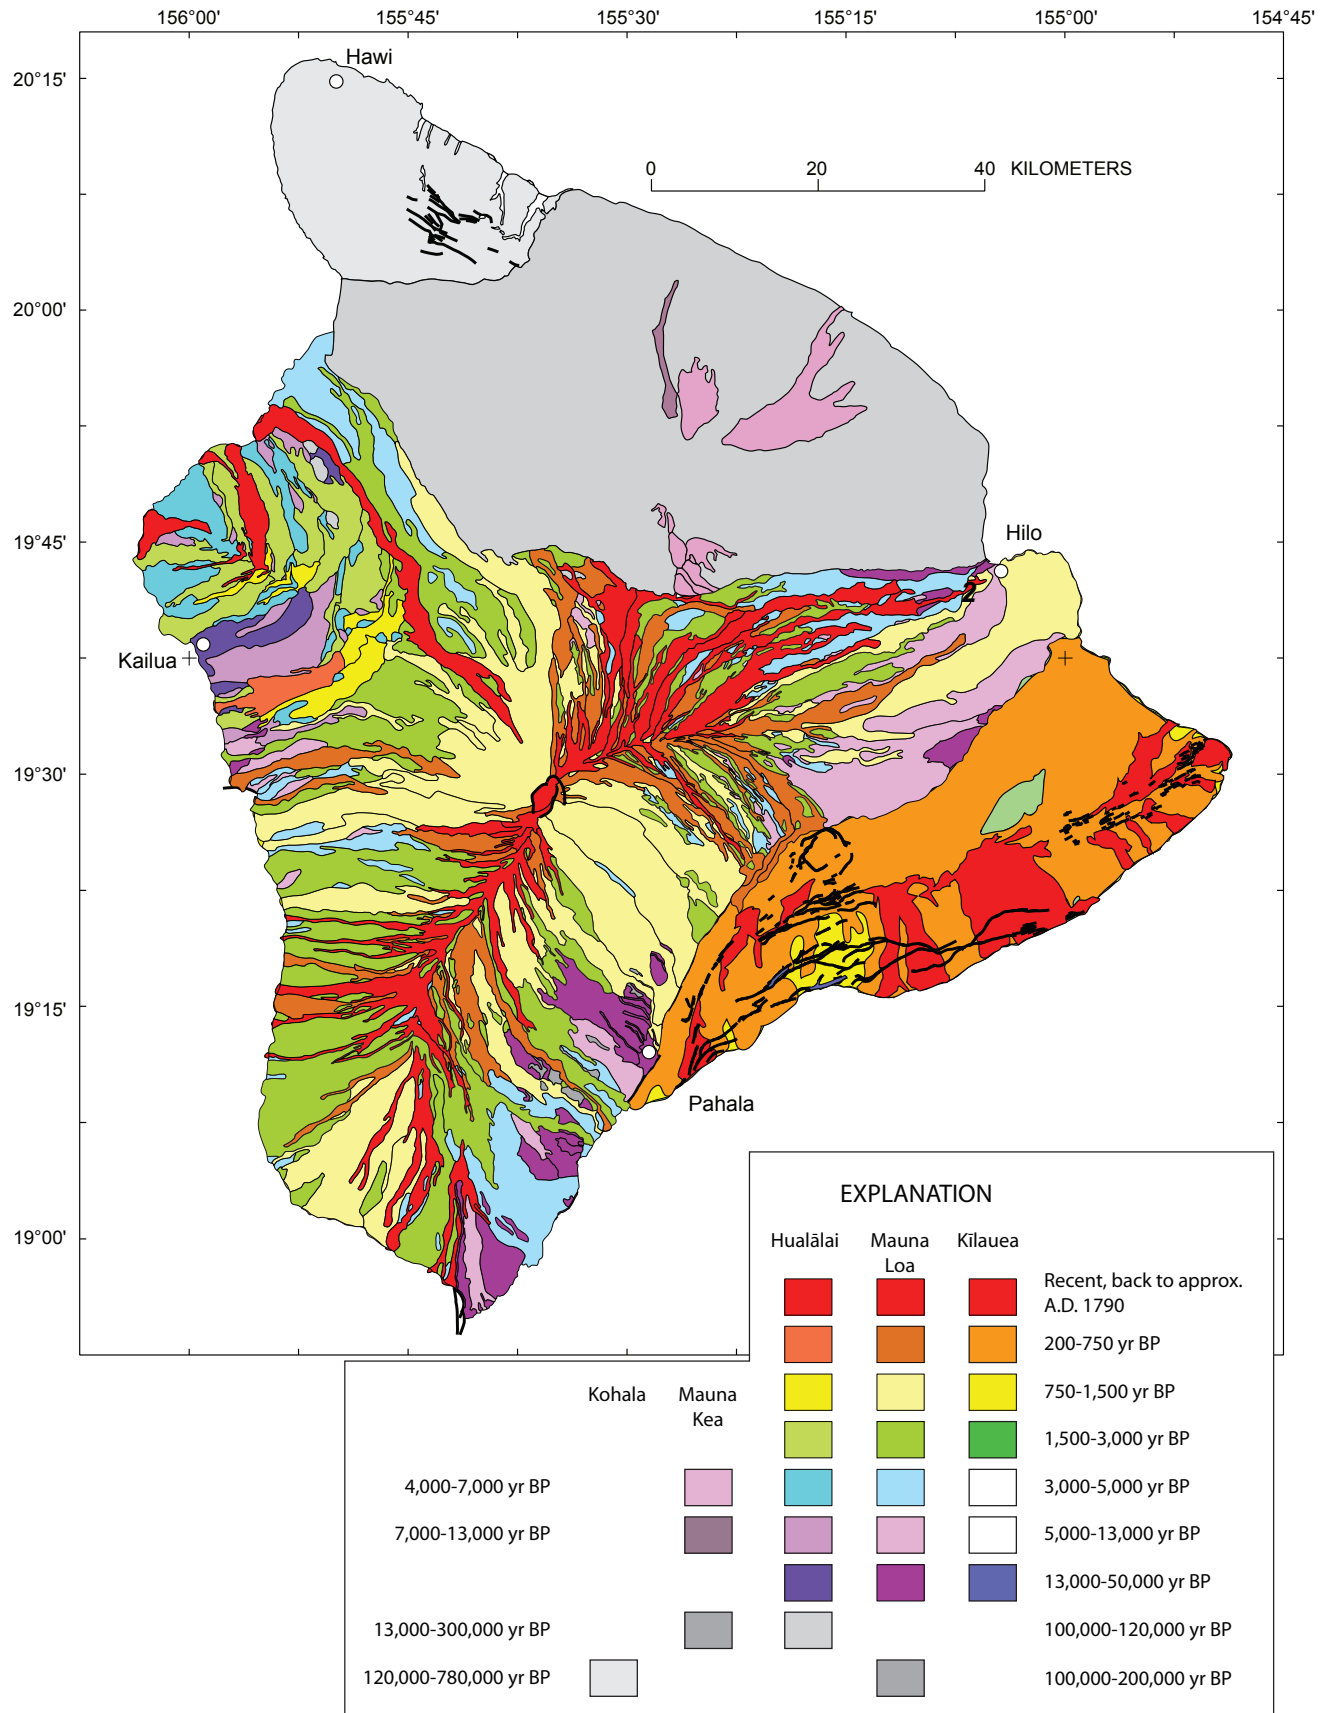 156°00' 155°45' 155°30' 155°15' 155°00' 154°45'
Hawi
20°15'
0 20 40 KILOMETERS
20°00'
Hilo
19°45'
2
Kailua
19°30'
19°15'
Pahala
19°00'
EXPLANATION
Hualālai Mauna Kīlauea
Loa
Recent, back to approx.
A.D. 1790
200-750 yr BP
Kohala Mauna 750-1,500 yr BP
Kea
1,500-3,000 yr BP
4,000-7,000 yr BP 3,000-5,000 yr BP
7,000-13,000 yr BP 5,000-13,000 yr BP
13,000-50,000 yr BP
13,000-300,000 yr BP 100,000-120,000 yr BP
120,000-780,000 yr BP 100,000-200,000 yr BP